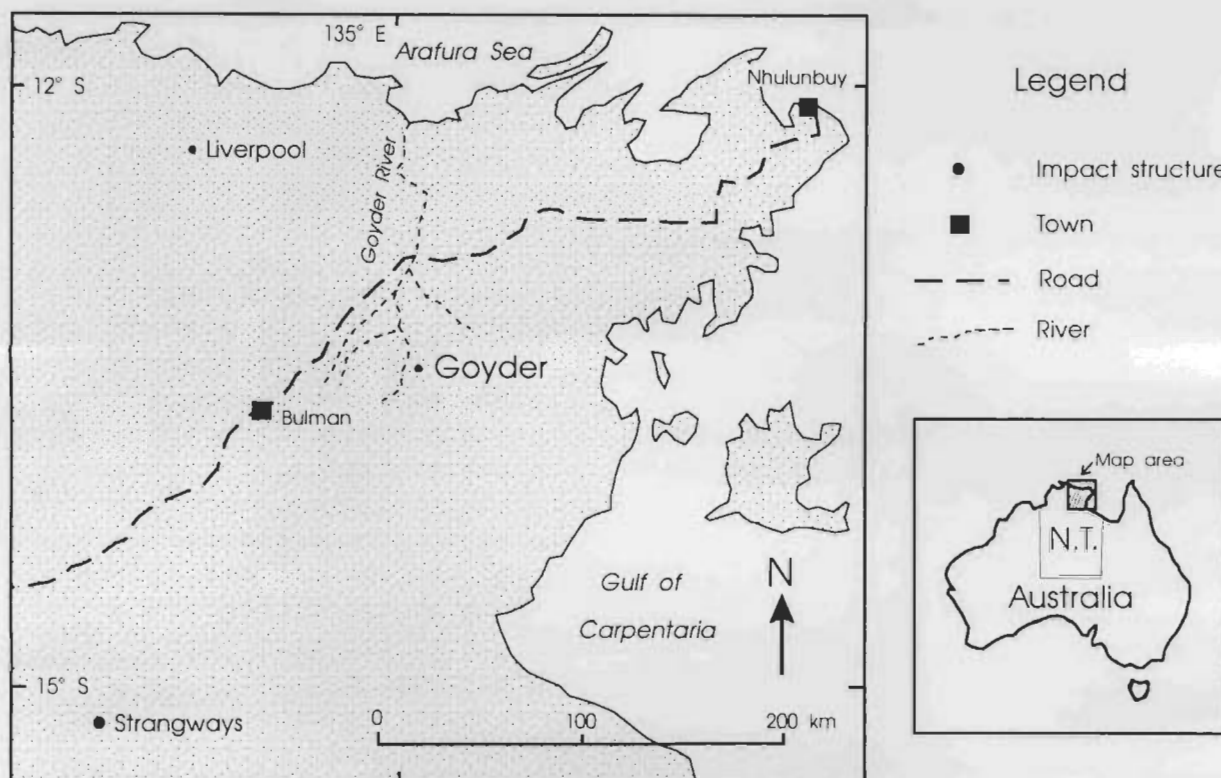 135° E
Arafura Sea
12° S
Nhulunbuy
Liverpool
Goyder River
Goyder
Bulman
Gulf of
Carpentaria
N
15° S
Strangways
0 100 200 km
Legend
Impact structure
Town
Road
River
Map area
N.T.
Australia